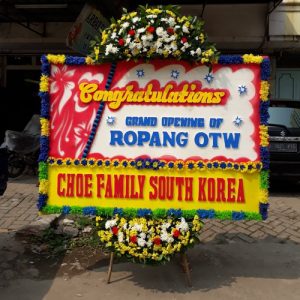 Congratulations
GRAND OPENING OF
ROPANG OTW
CHOE FAMILY SOUTH KOREA